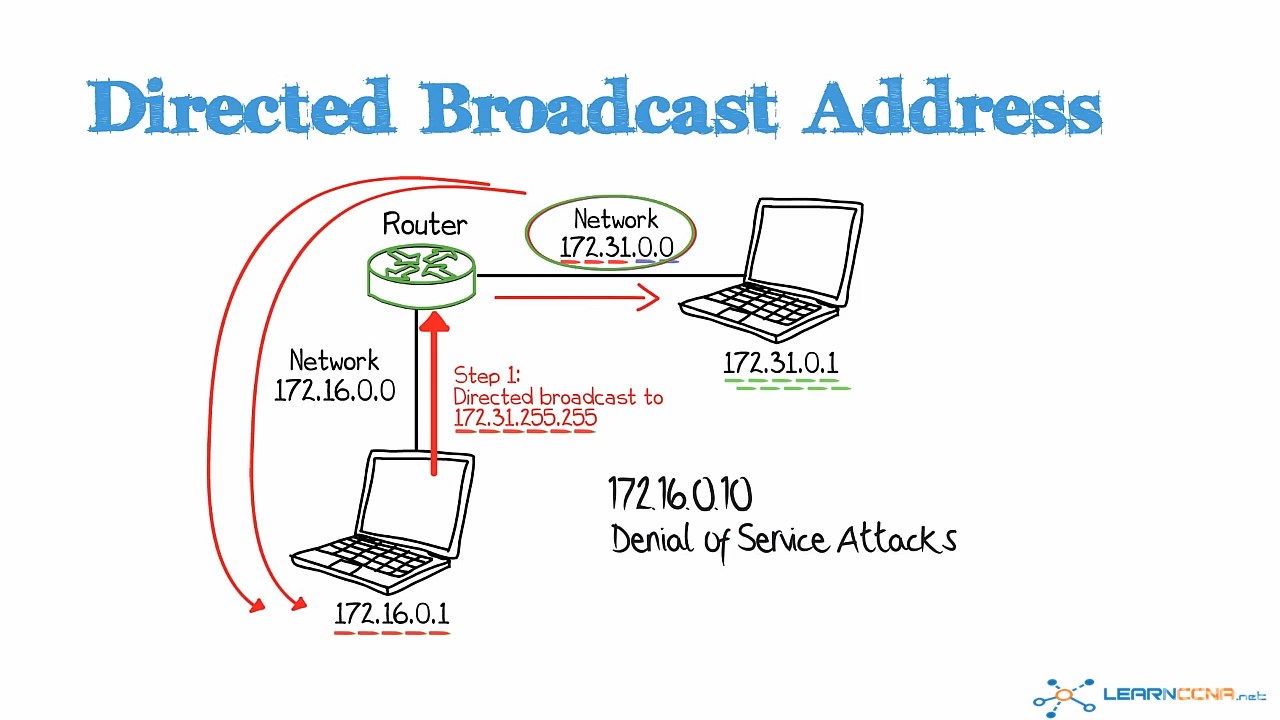 Directed Broadcast Address
Router
Network
172.31.0.0
172.31.0.1
Network
172.16.0.0
Step 1:
Directed broadcast to
172.31.255.255
172.16.0.10
Denial of Service Attacks
172.16.0.1
LEARNCCNA.net